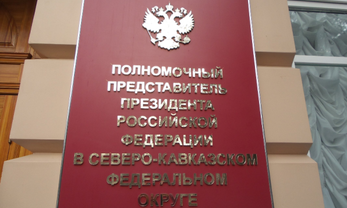 ПОЛНОМОЧНЫЙ
ПРЕДСТАВИТЕЛЬ
ПРЕЗИДЕНТА
РОССИЙСКОЙ
ФЕДЕРАЦИИ
В СЕВЕРО-КАВКАЗСКОМ
ФЕДЕРАЛЬНОМ
ОКРУГЕ